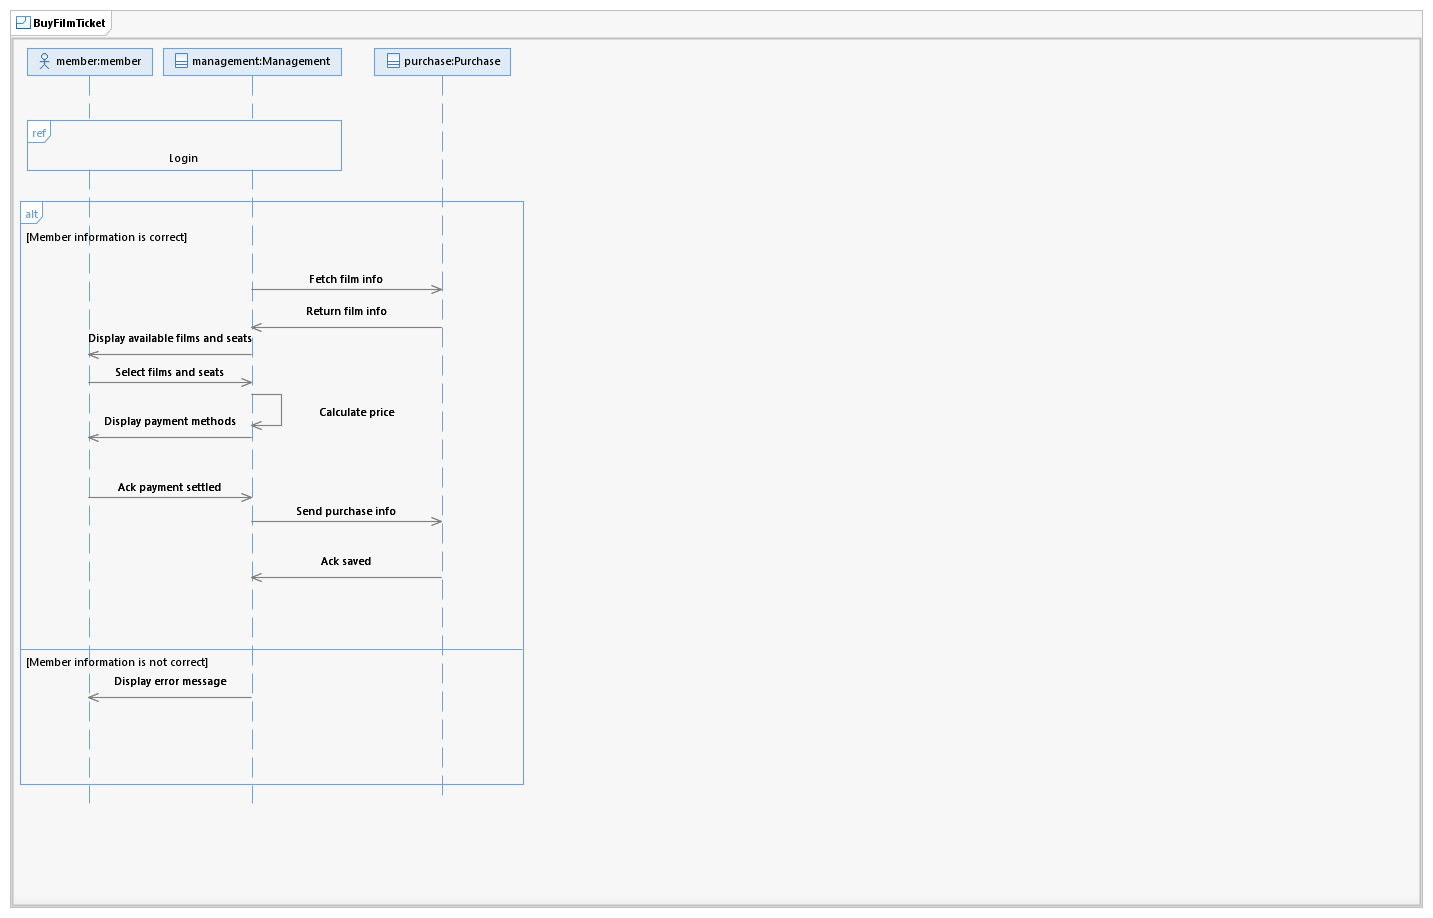 BuyFilmTicket
member:member
management:Management
purchase:Purchase
ref
Login
alt
[Member information is correct]
Fetch film info
Return film info
Display available films and seats
Select films and seats
Calculate price
Display payment methods
Ack payment settled
Send purchase info
Ack saved
[Member information is not correct]
Display error message